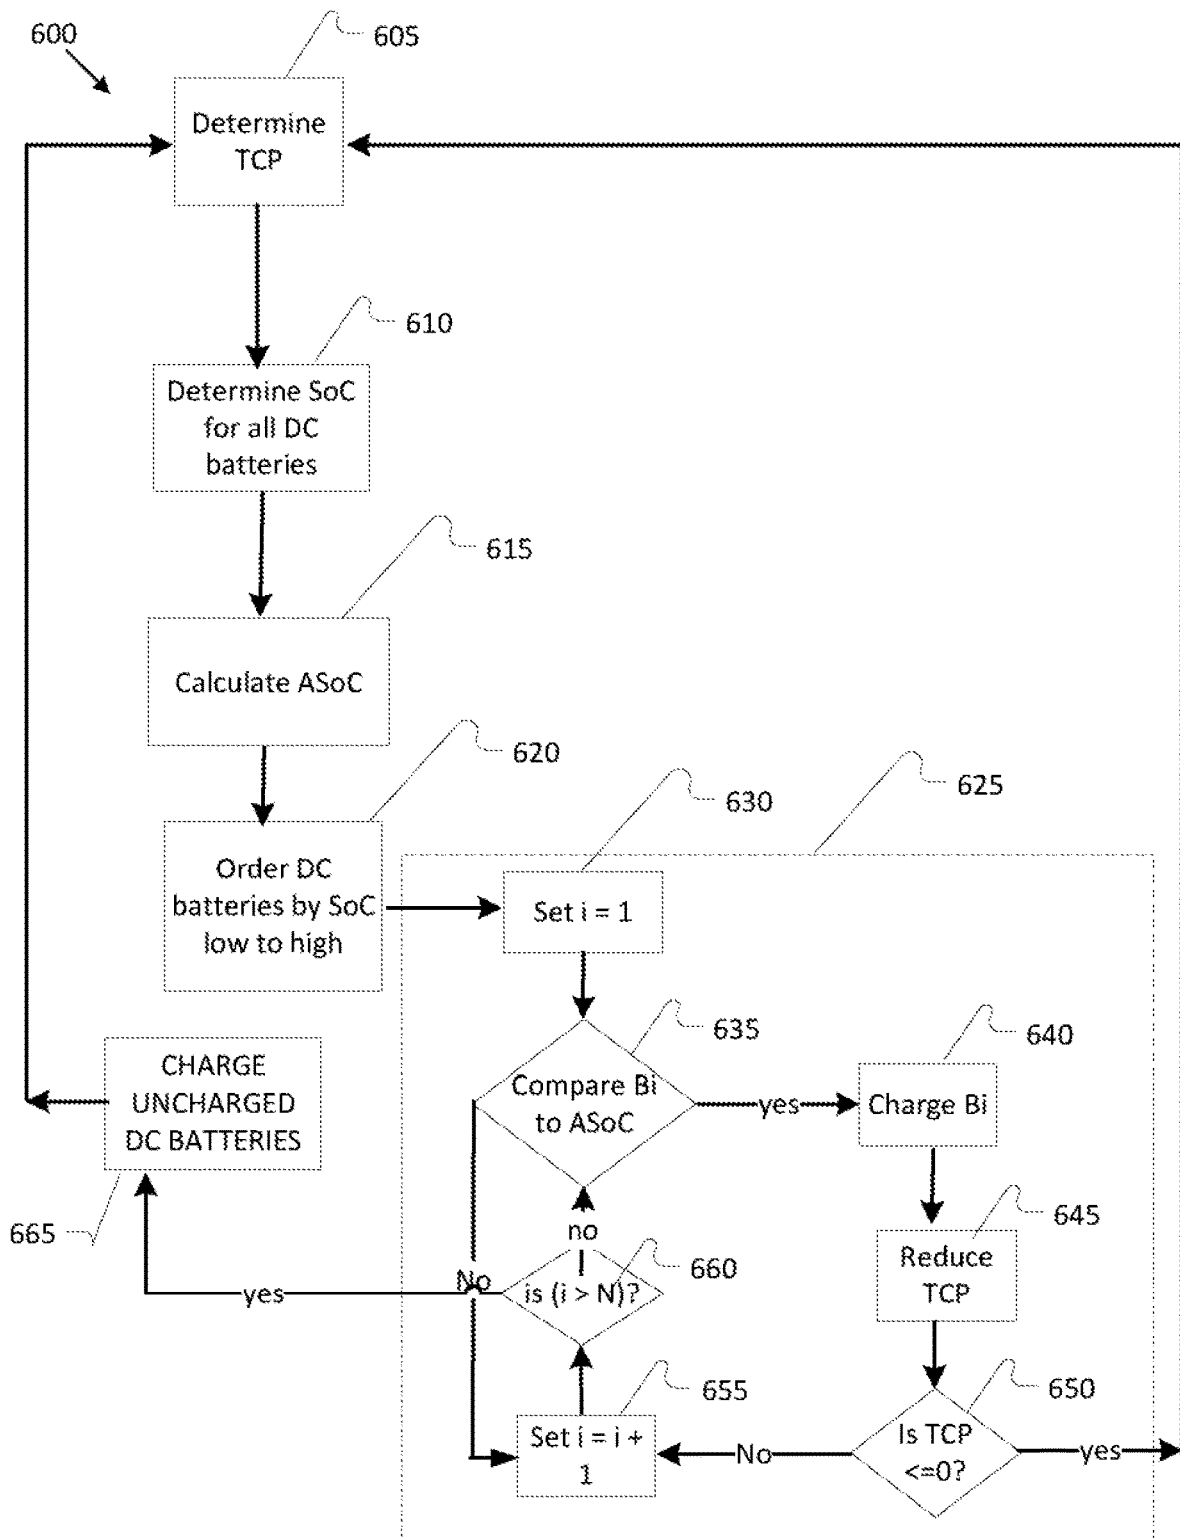 600
605
Determine
TCP
610
Determine SoC
for all DC
batteries
615
Calculate ASoC
620
Order DC
batteries by SoC
low to high
625
630
Set i = 1
635
Compare Bi
to ASoC
yes
640
Charge Bi
645
Reduce
TCP
650
Is TCP
<=0?
yes
No
655
Set i = i +
1
660
is (i > N)?
no
No
yes
CHARGE
UNCHARGED
DC BATTERIES
665